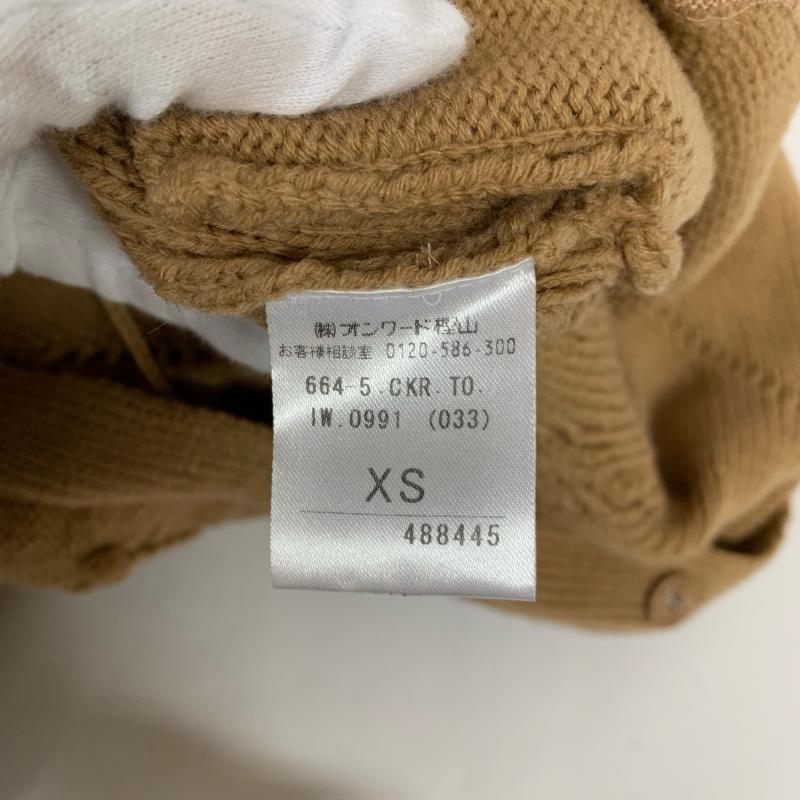 ㈱オンワード樫山
お客様相談室 0120-586-300
664-5.CKR.TO.
IW.0991 (033)
XS
488445